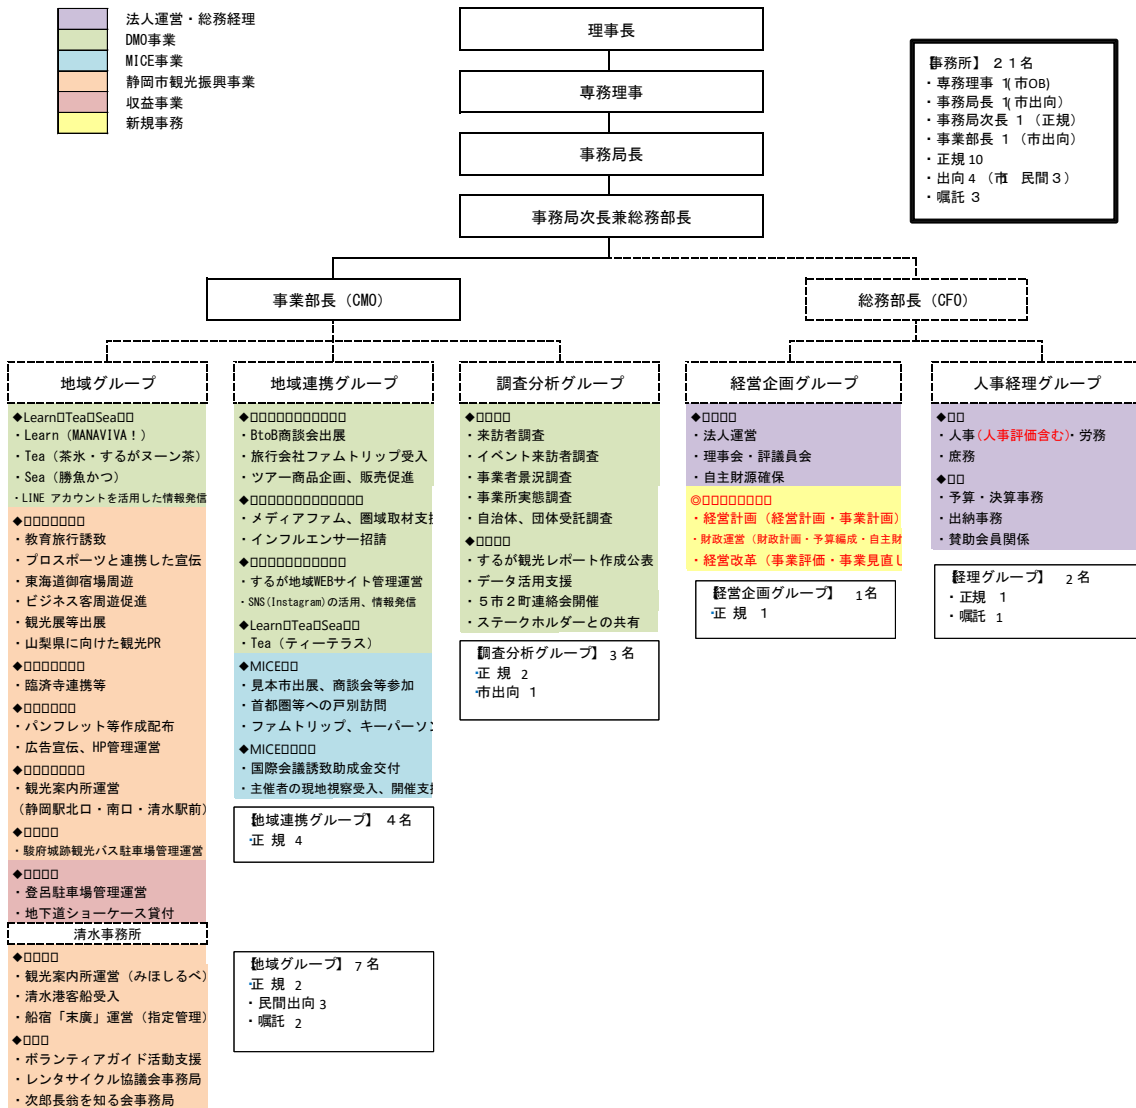 法人運営・総務経理
DMO事業
MICE事業
静岡市観光振興事業
収益事業
新規事務
理事長
専務理事
事務局長
事務局次長兼総務部長
【事務所】 21名
・専務理事 1(市OB)
・事務局長 1(市出向)
・事務局次長 1 (正規)
・事業部長 1 (市出向)
・正規 10
・出向 4 (市1 民間3)
・嘱託 3
事業部長 (CMO)
総務部長 (CFO)
地域グループ
◆Learn□Tea□Sea□□
・Learn (MANAVIVA!)
・Tea (茶氷・するがヌーン茶)
・Sea (勝魚かつ)
・LINE アカウントを活用した情報発信
◆□□□□□□□
・教育旅行誘致
・プロスポーツと連携した宣伝
・東海道御宿場周遊
・ビジネス客周遊促進
・観光展等出展
・山梨県に向けた観光PR
◆□□□□□□□
・臨済寺連携等
◆□□□□□□
・パンフレット等作成配布
・広告宣伝、HP管理運営
◆□□□□□□□
・観光案内所運営
(静岡駅北口・南口・清水駅前)
◆□□□□
・駿府城跡観光バス駐車場管理運営
◆□□□□
・登呂駐車場管理運営
・地下道ショーケース貸付
清水事務所
◆□□□□
・観光案内所運営 (みほしるべ)
・清水港客船受入
・船宿「末廣」運営 (指定管理)
◆□□□
・ボランティアガイド活動支援
・レンタサイクル協議会事務局
・次郎長翁を知る会事務局
地域連携グループ
◆□□□□□□□□□□□
・BtoB商談会出展
・旅行会社ファムトリップ受入
・ツアー商品企画、販売促進
◆□□□□□□□□□□□□□
・メディアファム、圏域取材支
・インフルエンサー招請
◆□□□□□□□□□□□
・するが地域WEBサイト管理運営
・SNS(Instagram)の活用、情報発信
◆Learn□Tea□Sea□□
・Tea (ティーテラス)
◆MICE□□
・見本市出展、商談会等参加
・首都圏等への戸別訪問
・ファムトリップ、キーパーソン
◆MICE□□□□
・国際会議誘致助成金交付
・主催者の現地視察受入、開催支
【地域連携グループ】 4名
・正 規 4
【地域グループ】 7名
・正 規 2
・民間出向 3
・嘱託 2
調査分析グループ
◆□□□□
・来訪者調査
・イベント来訪者調査
・事業者景況調査
・事業所実態調査
・自治体、団体受託調査
◆□□□□
・するが観光レポート作成公表
・データ活用支援
・5市2町連絡会開催
・ステークホルダーとの共有
【調査分析グループ】 3名
・正 規 2
・市出向 1
経営企画グループ
◆□□□□
・法人運営
・理事会・評議員会
・自主財源確保
◎□□□□□□□□
・経営計画 (経営計画・事業計画)
・財政運営 (財政計画・予算編成・自主財
・経営改革 (事業評価・事業見直し
【経営企画グループ】 1名
・正 規 1
人事経理グループ
◆□□
・人事(人事評価含む)・労務
・庶務
◆□□
・予算・決算事務
・出納事務
・賛助会員関係
【経理グループ】 2名
・正規 1
・嘱託 1